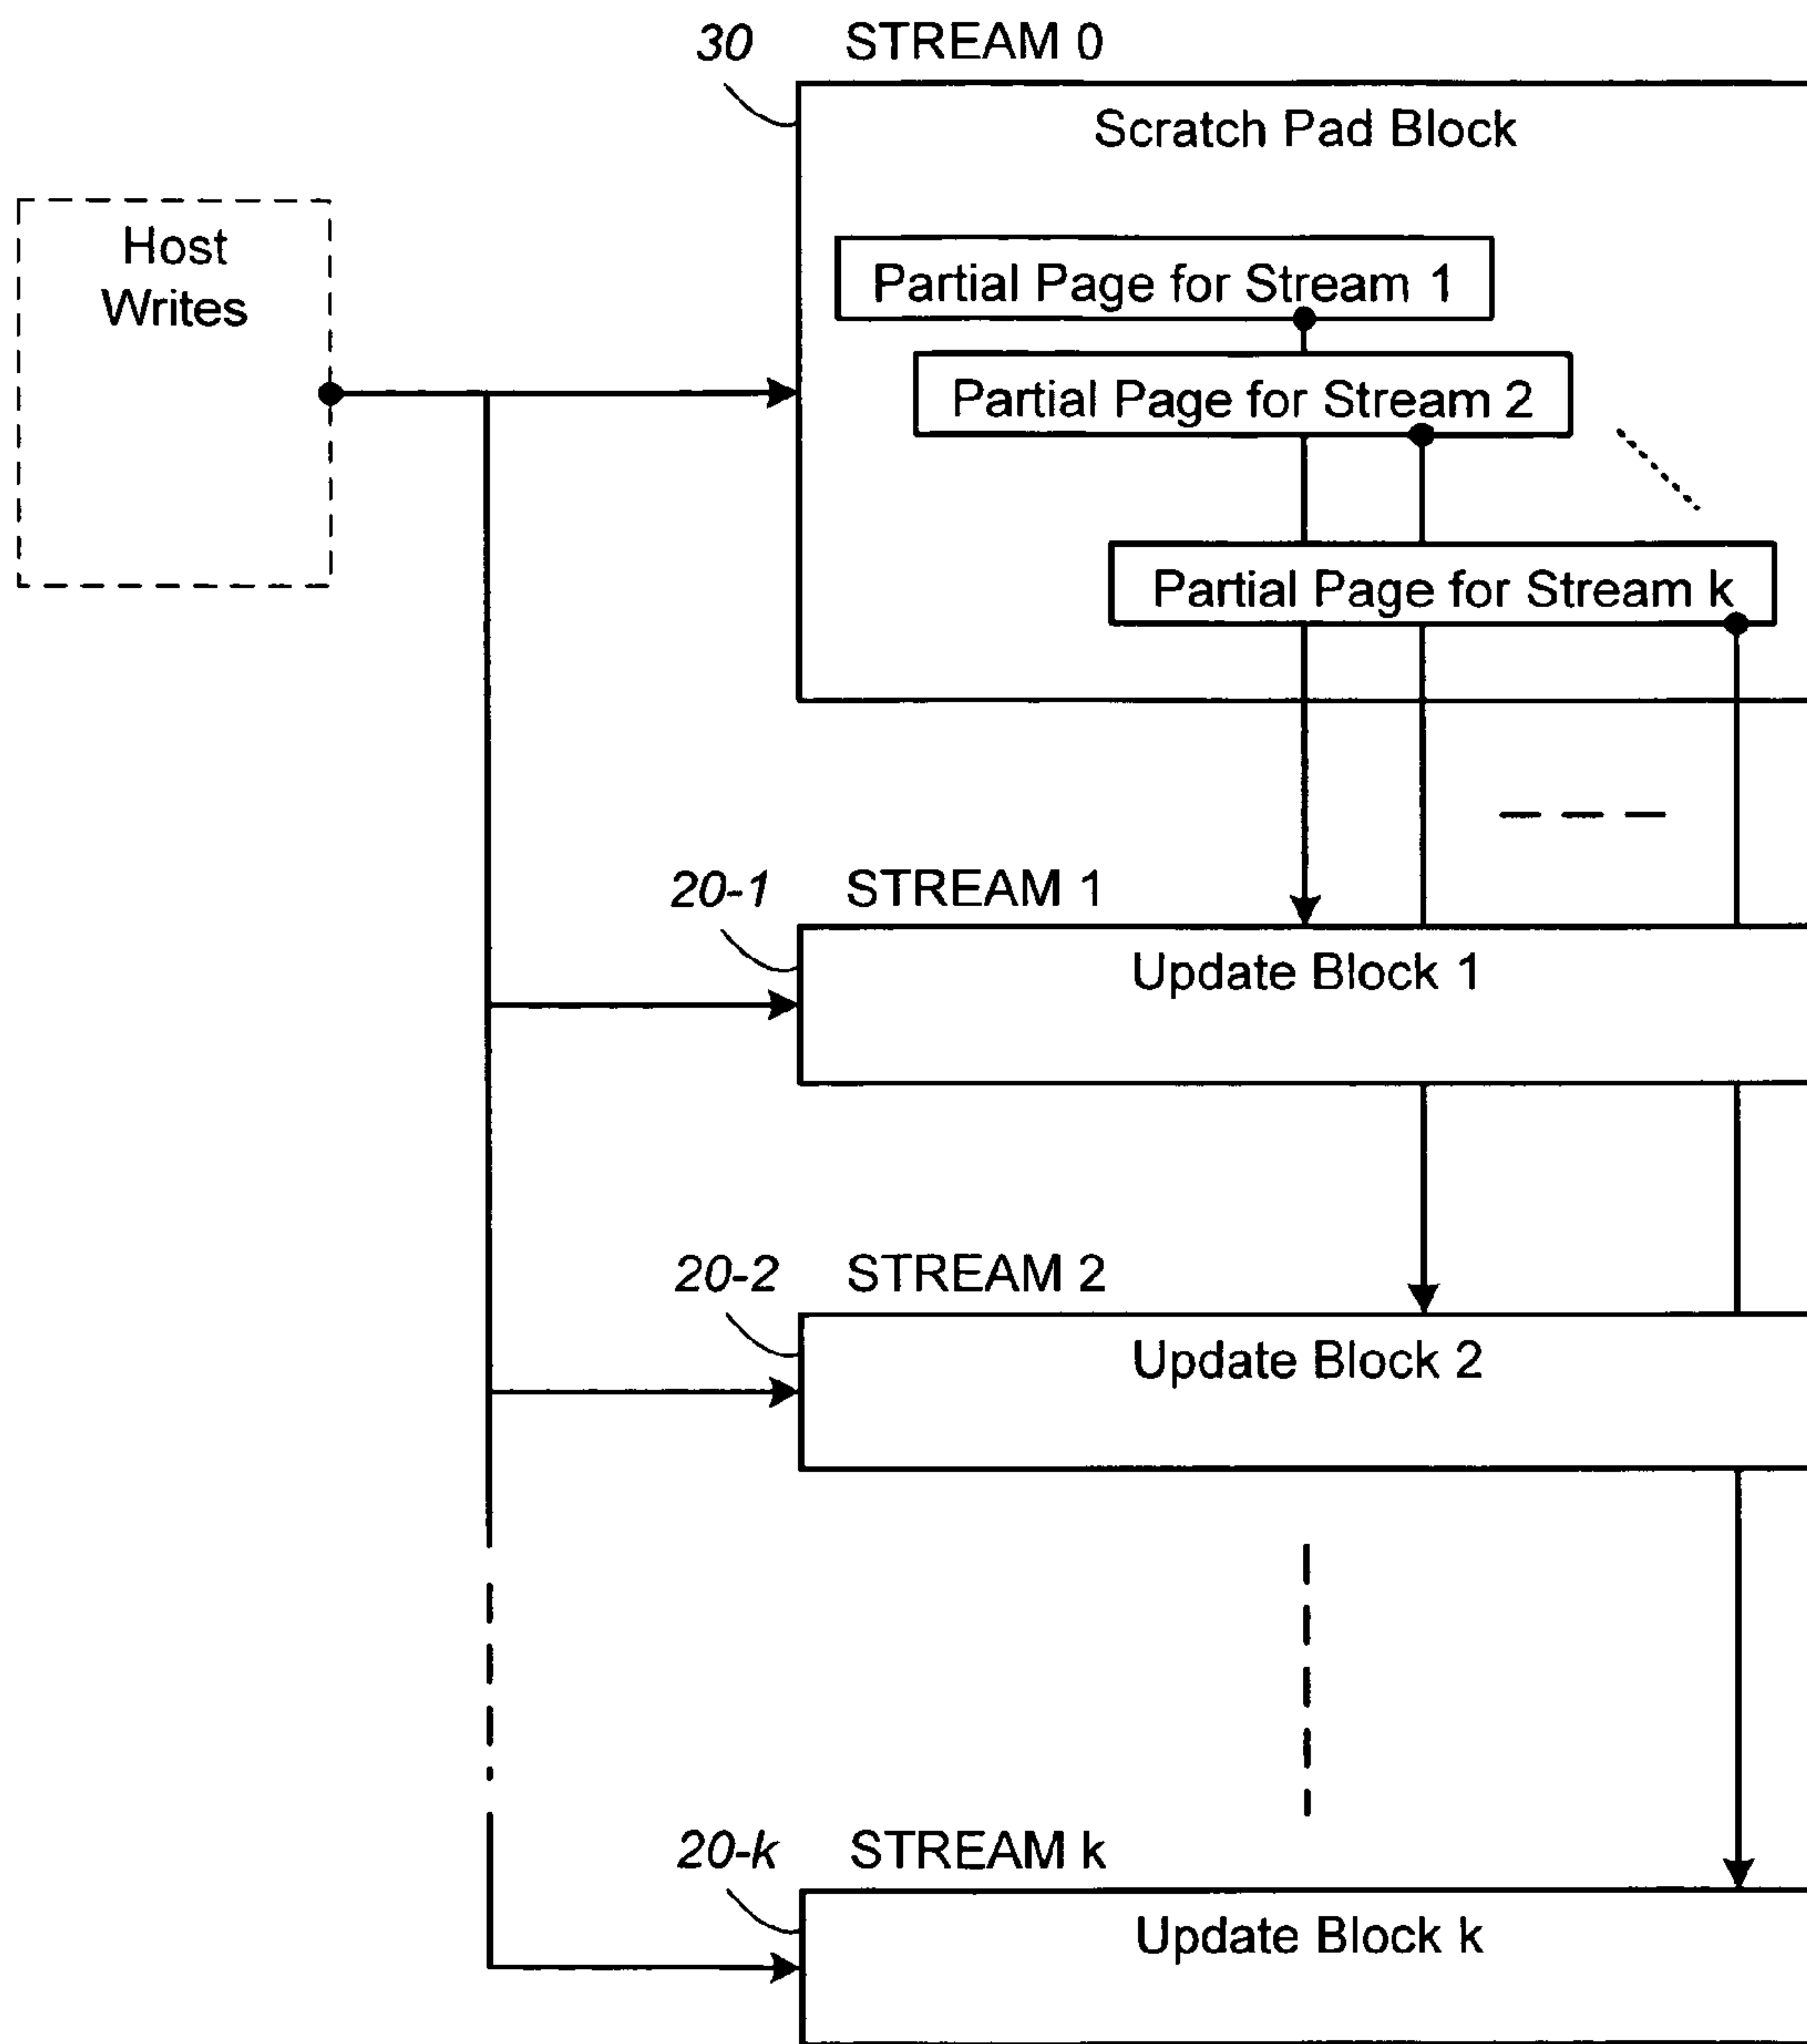 30 STREAM 0
Scratch Pad Block
Host
Writes
Partial Page for Stream 1
Partial Page for Stream 2
Partial Page for Stream k
20-1 STREAM 1
Update Block 1
20-2 STREAM 2
Update Block 2
20-k STREAM k
Update Block k